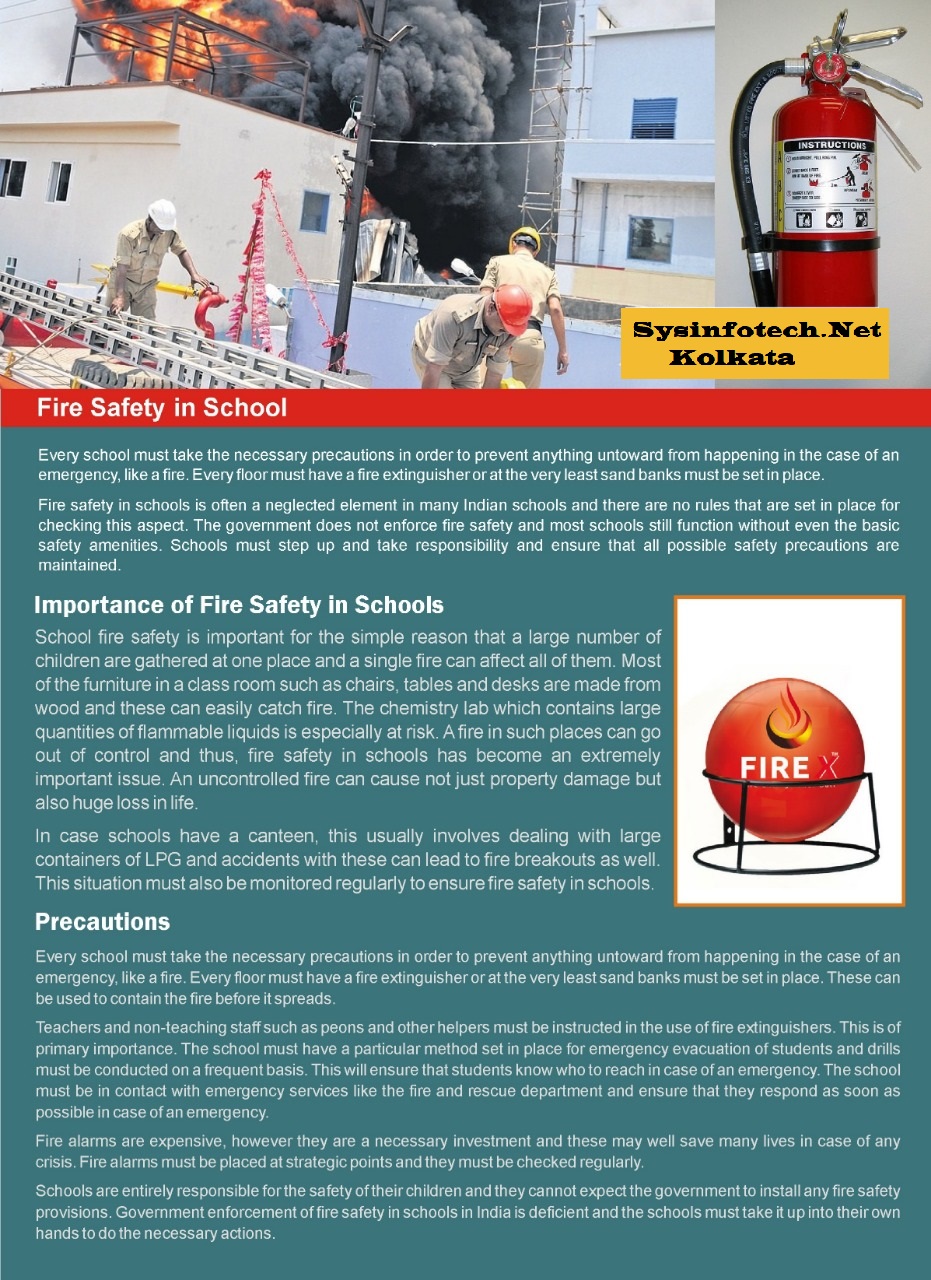 INSTRUCTIONS
A
B
C
Sysinfotech.Net
Kolkata
Fire Safety in School
Every school must take the necessary precautions in order to prevent anything untoward from happening in the case of an
emergency, like a fire. Every floor must have a fire extinguisher or at the very least sand banks must be set in place.
Fire safety in schools is often a neglected element in many Indian schools and there are no rules that are set in place for
checking this aspect. The government does not enforce fire safety and most schools still function without even the basic
safety amenities. Schools must step up and take responsibility and ensure that all possible safety precautions are
maintained.
Importance of Fire Safety in Schools
School fire safety is important for the simple reason that a large number of
children are gathered at one place and a single fire can affect all of them. Most
of the furniture in a class room such as chairs, tables and desks are made from
wood and these can easily catch fire. The chemistry lab which contains large
quantities of flammable liquids is especially at risk. A fire in such places can go
out of control and thus, fire safety in schools has become an extremely
important issue. An uncontrolled fire can cause not just property damage but
also huge loss in life.
In case schools have a canteen, this usually involves dealing with large
containers of LPG and accidents with these can lead to fire breakouts as well.
This situation must also be monitored regularly to ensure fire safety in schools.
FIRE X™
Precautions
Every school must take the necessary precautions in order to prevent anything untoward from happening in the case of an
emergency, like a fire. Every floor must have a fire extinguisher or at the very least sand banks must be set in place. These can
be used to contain the fire before it spreads.
Teachers and non-teaching staff such as peons and other helpers must be instructed in the use of fire extinguishers. This is of
primary importance. The school must have a particular method set in place for emergency evacuation of students and drills
must be conducted on a frequent basis. This will ensure that students know who to reach in case of an emergency. The school
must be in contact with emergency services like the fire and rescue department and ensure that they respond as soon as
possible in case of an emergency.
Fire alarms are expensive, however they are a necessary investment and these may well save many lives in case of any
crisis. Fire alarms must be placed at strategic points and they must be checked regularly.
Schools are entirely responsible for the safety of their children and they cannot expect the government to install any fire safety
provisions. Government enforcement of fire safety in schools in India is deficient and the schools must take it up into their own
hands to do the necessary actions.